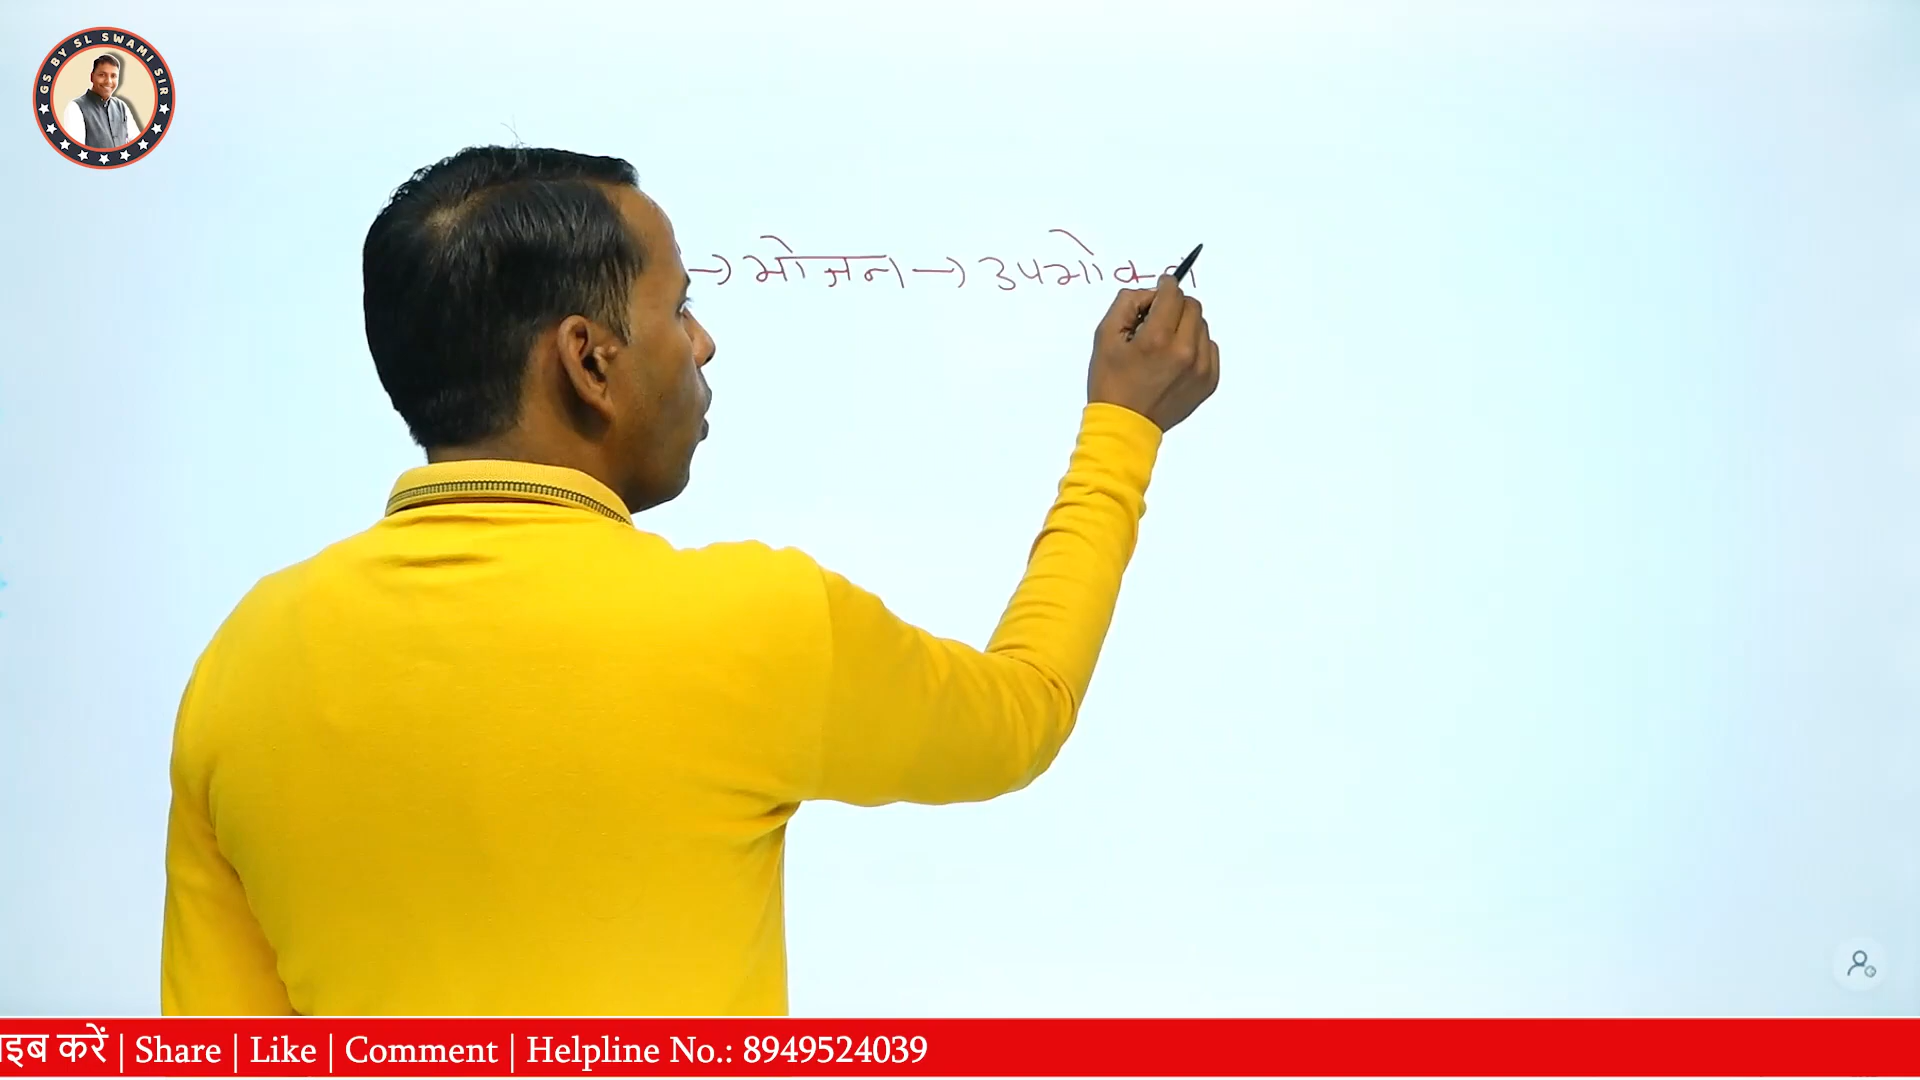 GS BY SL SWAMI SIR
→ भोजन → उपभोक्ता
इब करें | Share | Like | Comment | Helpline No.: 8949524039